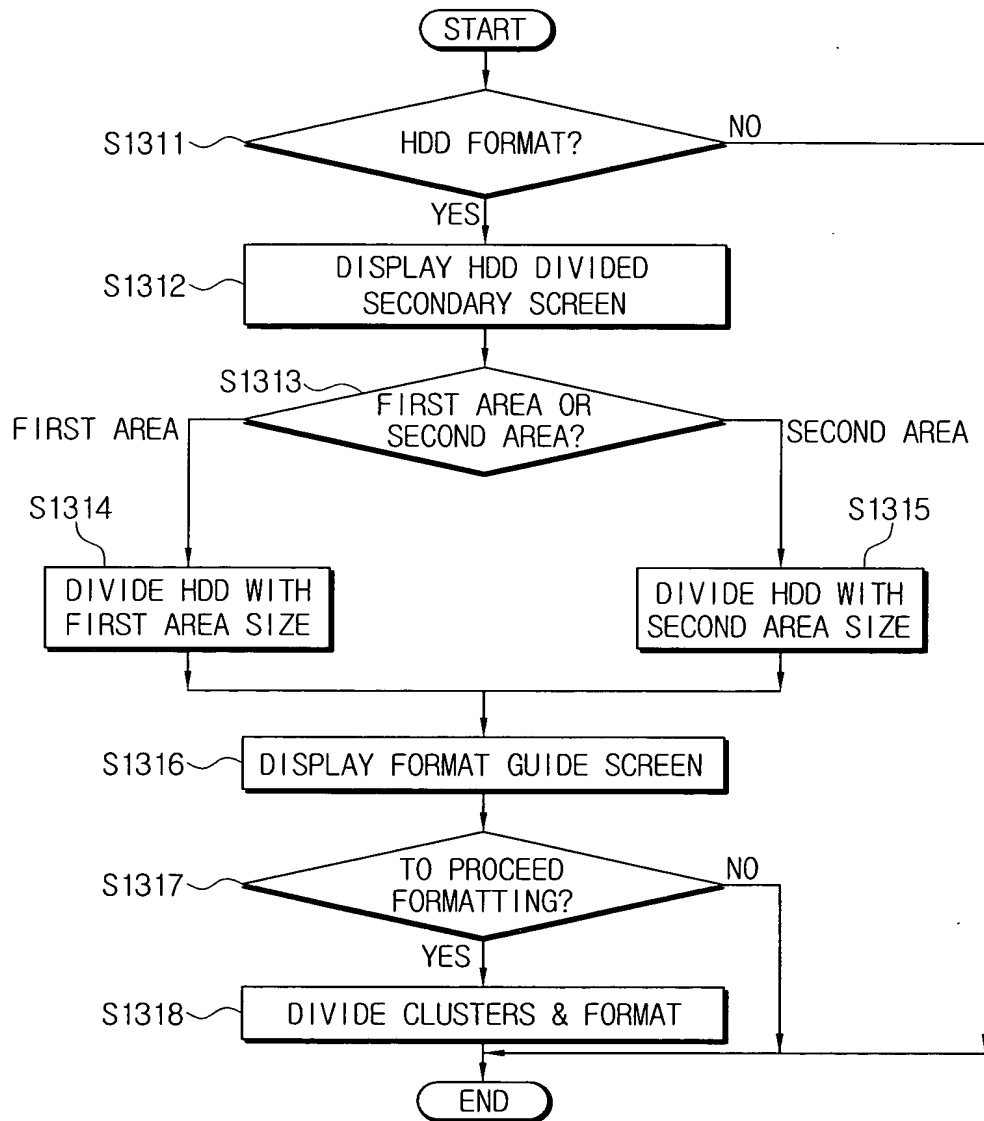 START
S1311
HDD FORMAT?
NO
YES
S1312
DISPLAY HDD DIVIDED
SECONDARY SCREEN
S1313
FIRST AREA OR
SECOND AREA?
FIRST AREA
SECOND AREA
S1314
S1315
DIVIDE HDD WITH
FIRST AREA SIZE
DIVIDE HDD WITH
SECOND AREA SIZE
S1316
DISPLAY FORMAT GUIDE SCREEN
S1317
TO PROCEED
FORMATTING?
NO
YES
S1318
DIVIDE CLUSTERS & FORMAT
END